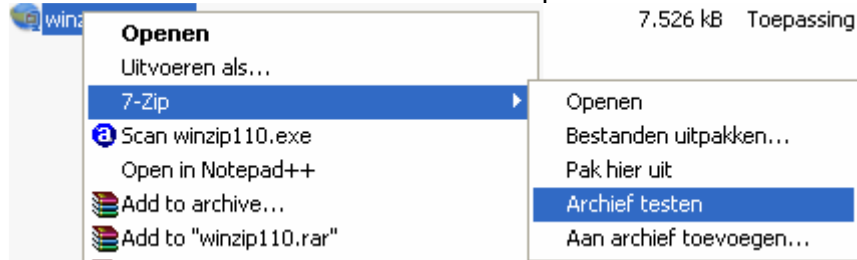 winz 7.526 kB Toepassing
Openen
Uitvoeren als...
7-Zip
Scan winzip110.exe
Open in Notepad++
Add to archive...
Add to "winzip110.rar"
Openen
Bestanden uitpakken...
Pak hier uit
Archief testen
Aan archief toevoegen...